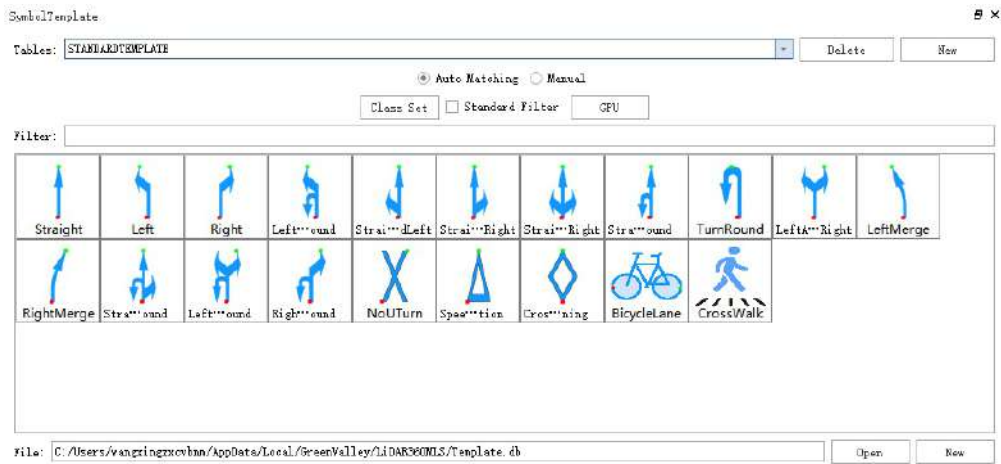 SymbolTemplate
Tables: STANDARDTEMPLATE Delete New
Auto Matching Manual
Class Set Standard Filter GPU
Filter:
Straight Left Right Left···ound Strai···dLeft Strai···Right Strai···Right Stra···ound TurnRound LeftA···Right LeftMerge
RightMerge Stra···ound Left···ound Righ···ound NoUTurn Spee···tion Cros···ning BicycleLane CrossWalk
File: C:/Users/wangxingzxcvbnn/AppData/Local/GreenValley/LiDAR360MLS/Template.db Open New